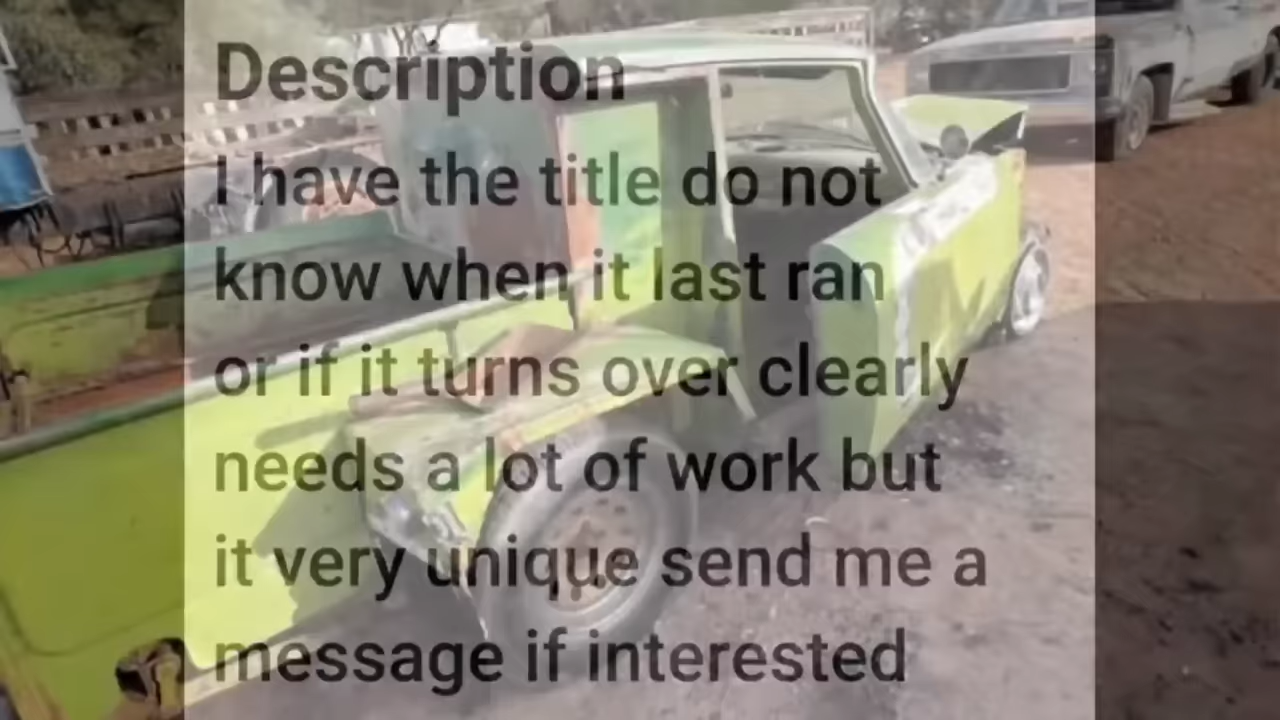 Description
I have the title do not
know when it last ran
or if it turns over clearly
needs a lot of work but
it very unique send me a
message if interested